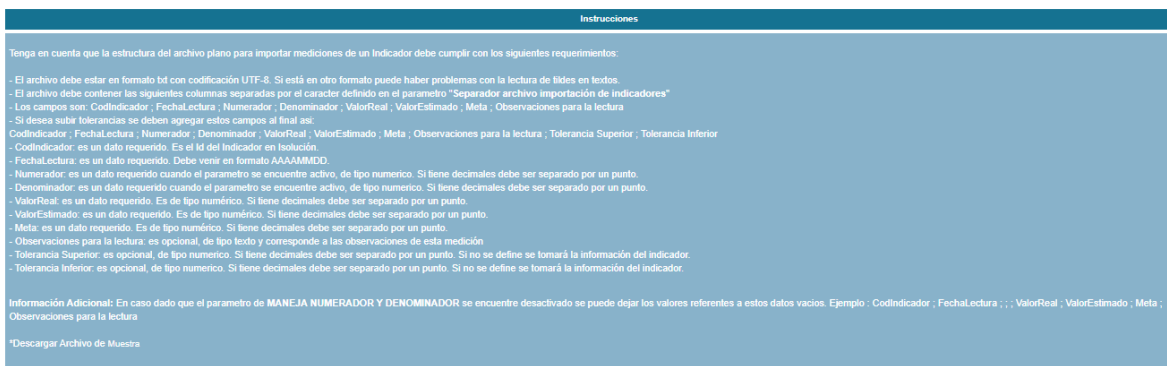 Instrucciones
Tenga en cuenta que la estructura del archivo plano para importar mediciones de un Indicador debe cumplir con los siguientes requerimientos:
- El archivo debe estar en formato txt con codificación UTF-8. Si está en otro formato puede haber problemas con la lectura de tildes en textos.
- El archivo debe contener las siguientes columnas separadas por el caracter definido en el parametro "Separador archivo importación de indicadores"
- Los campos son: CodIndicador ; FechaLectura ; Numerador ; Denominador ; ValorReal ; ValorEstimado ; Meta ; Observaciones para la lectura
- Si desea subir tolerancias se deben agregar estos campos al final asi:
CodIndicador ; FechaLectura ; Numerador ; Denominador ; ValorReal ; ValorEstimado ; Meta ; Observaciones para la lectura ; Tolerancia Superior ; Tolerancia Inferior
- CodIndicador: es un dato requerido. Es el Id del Indicador en Isolución.
- FechaLectura: es un dato requerido. Debe venir en formato AAAAMMDD.
- Numerador: es un dato requerido cuando el parametro se encuentre activo, de tipo numerico. Si tiene decimales debe ser separado por un punto.
- Denominador: es un dato requerido cuando el parametro se encuentre activo, de tipo numerico. Si tiene decimales debe ser separado por un punto.
- ValorReal: es un dato requerido. Es de tipo numérico. Si tiene decimales debe ser separado por un punto.
- ValorEstimado: es un dato requerido. Es de tipo numérico. Si tiene decimales debe ser separado por un punto.
- Meta: es un dato requerido. Es de tipo numérico. Si tiene decimales debe ser separado por un punto.
- Observaciones para la lectura: es opcional, de tipo texto y corresponde a las observaciones de esta medición
- Tolerancia Superior: es opcional, de tipo numerico. Si tiene decimales debe ser separado por un punto. Si no se define se tomará la información del indicador.
- Tolerancia Inferior: es opcional, de tipo numerico. Si tiene decimales debe ser separado por un punto. Si no se define se tomará la información del indicador.
Información Adicional: En caso dado que el parametro de MANEJA NUMERADOR Y DENOMINADOR se encuentre desactivado se puede dejar los valores referentes a estos datos vacios. Ejemplo : CodIndicador ; FechaLectura ; ; ; ValorReal ; ValorEstimado ; Meta ;
Observaciones para la lectura
*Descargar Archivo de Muestra